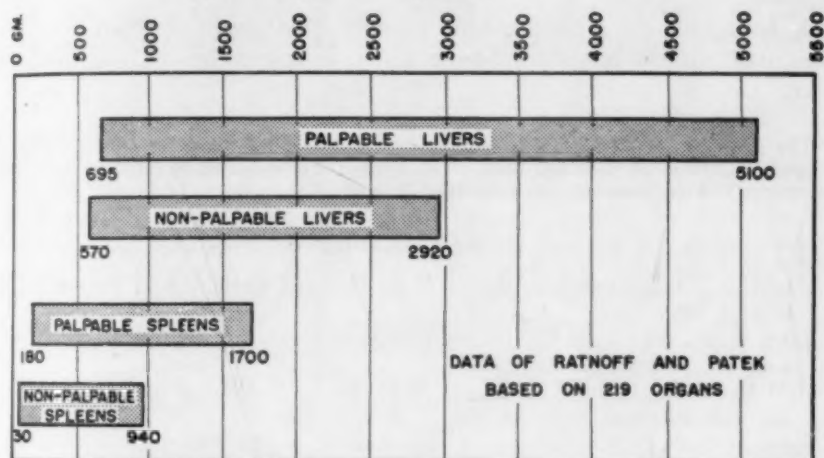 0 GM.
500
1000
1500
2000
2500
3000
3500
4000
4500
5000
5500
PALPABLE LIVERS
695
5100
NON-PALPABLE LIVERS
570
2920
PALPABLE SPLEENS
180
1700
DATA OF RATNOFF AND PATEK
BASED ON 219 ORGANS
NON-PALPABLE
SPLEENS
30
940